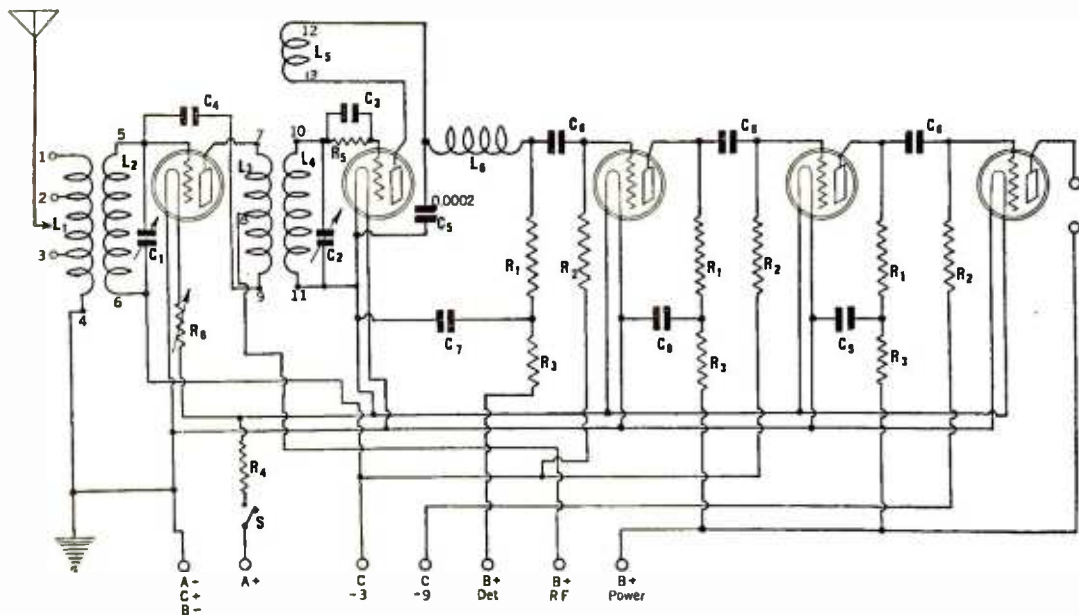 12
L₅
13
C₄
C₃
C₆
C₆
C₆
5
7
10
1
L₂
L₃
L₄
R₅
L₆
2
0.0002
L₁
8
C₅
3
C₁
C₂
R₁
R₂
R₁
R₂
R₁
R₂
6
9
11
4
R₆
C₇
C₈
C₅
R₃
R₃
R₃
R₄
S
A-
C+
B-
A+
C
-3
C
-9
B+
Det
B+
RF
B+
Power